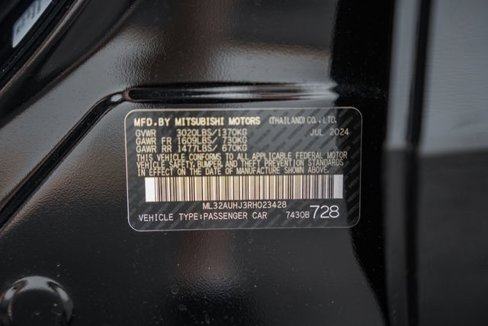 MFD.BY MITSUBISHI MOTORS (THAILAND) CO., LTD.
GVWR 3020LBS/1370KG JUL 2024
GAWR FR 1609LBS/ 730KG
GAWR RR 1477LBS/ 670KG
THIS VEHICLE CONFORMS TO ALL APPLICABLE FEDERAL MOTOR
VEHICLE SAFETY, BUMPER, AND THEFT PREVENTION STANDARDS
IN EFFECT ON THE DATE OF MANUFACTURE SHOWN ABOVE.
ML32AUHJ3RH023428
VEHICLE TYPE:PASSENGER CAR 7430B 728